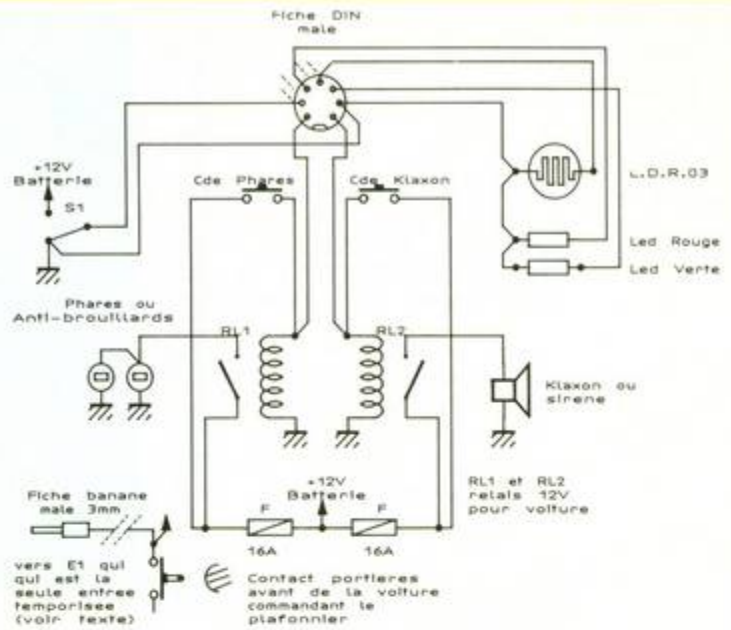 Fiche DIN
male
+12V
Batterie
S1
Cde Phares
Cde Klaxon
L.D.R.03
Led Rouge
Led Verte
Phares ou
Anti-brouillards
RL1
RL2
Klaxon ou
sirene
+12V
Batterie
F
F
16A
16A
RL1 et RL2
relais 12V
pour voiture
Fiche banane
male 3mm
vers E1 qui
qui est la
seule entree
temporisee
(voir texte)
Contact portieres
avant de la voiture
commandant le
plafonnier